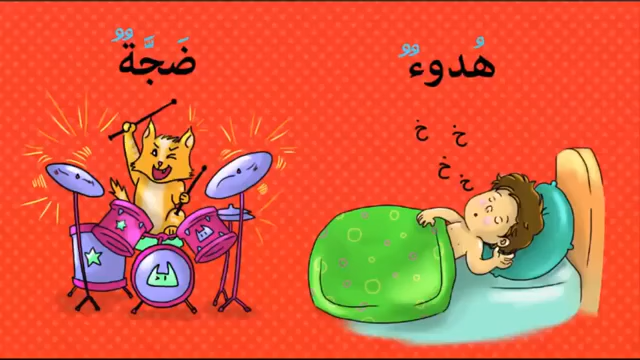 هُدوءٌ
ضَجَّةٌ
خ خ
خ خ